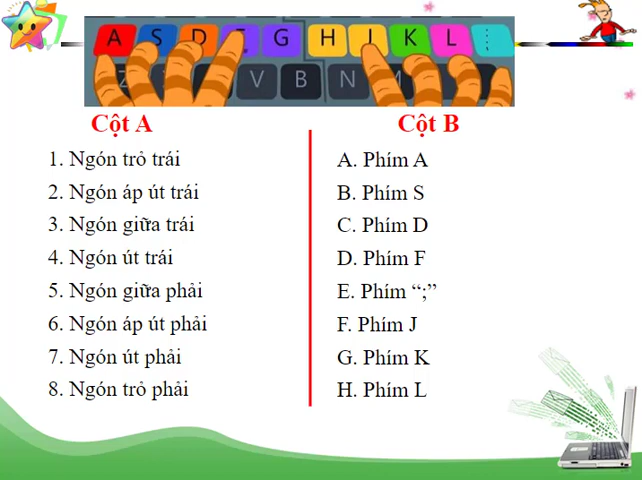 A S D F G H J K L ;
Z V B N M
Cột A
Cột B
1. Ngón trỏ trái
2. Ngón áp út trái
3. Ngón giữa trái
4. Ngón út trái
5. Ngón giữa phải
6. Ngón áp út phải
7. Ngón út phải
8. Ngón trỏ phải
A. Phím A
B. Phím S
C. Phím D
D. Phím F
E. Phím “;”
F. Phím J
G. Phím K
H. Phím L